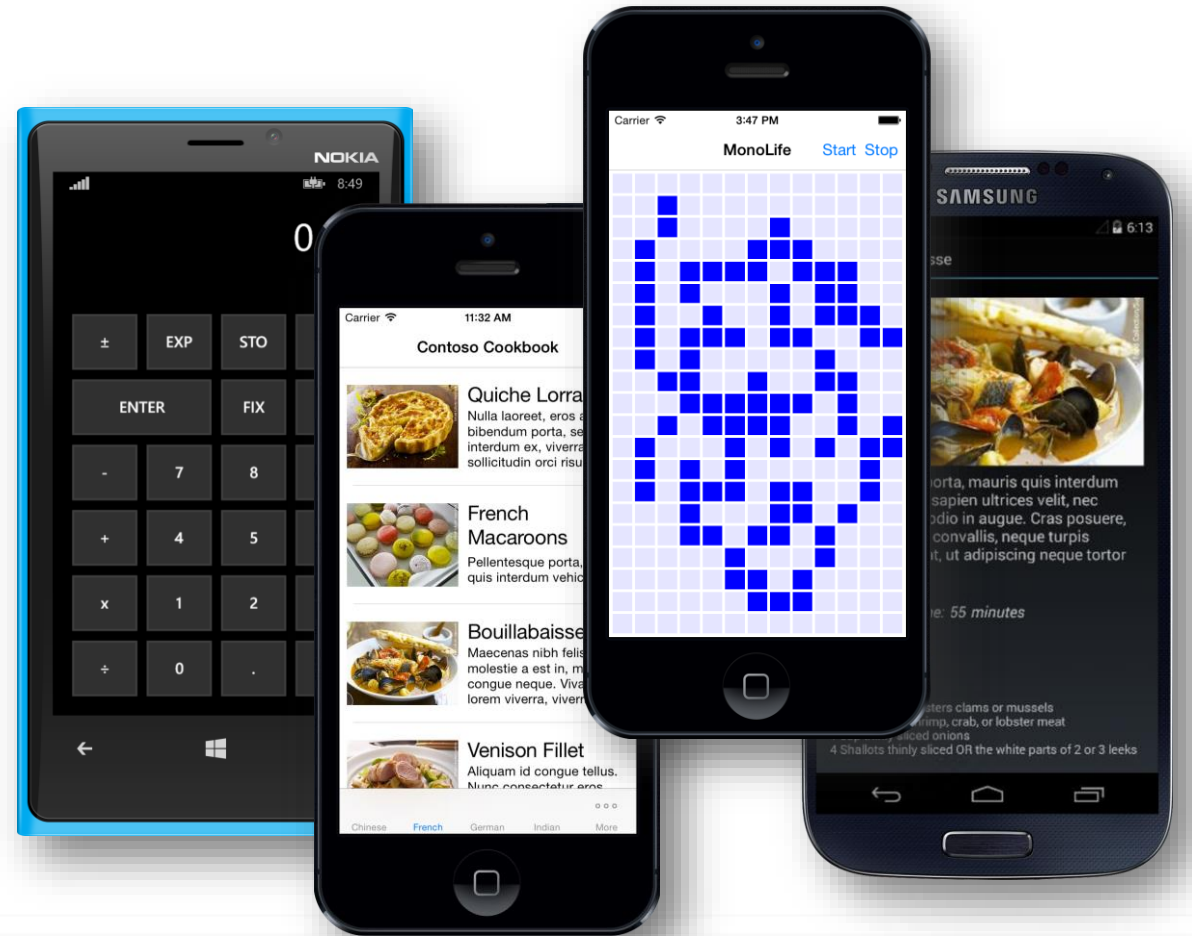 NOKIA
8:49
0
±
EXP
STO
ENTER
FIX
-
7
8
+
4
5
x
1
2
÷
0
.
Carrier
11:32 AM
Contoso Cookbook
Quiche Lorra
Nulla laoreet, eros a
bibendum porta, se
interdum ex, viverra
sollicitudin orci risu
French
Macaroons
Pellentesque porta,
quis interdum vehic
Bouillabaisse
Maecenas nibh felis
molestie a est in, m
congue neque. Viva
lorem viverra, viverr
Venison Fillet
Aliquam id congue tellus.
Nunc consectetur eros
Chinese
French
German
Indian
More
Carrier
3:47 PM
MonoLife
Start Stop
SAMSUNG
6:13
sse
orta, mauris quis interdum
sapien ultrices velit, nec
odio in augue. Cras posuere,
convallis, neque turpis
t, ut adipiscing neque tortor
e: 55 minutes
sters clams or mussels
rimp, crab, or lobster meat
sliced onions
4 Shallots thinly sliced OR the white parts of 2 or 3 leeks